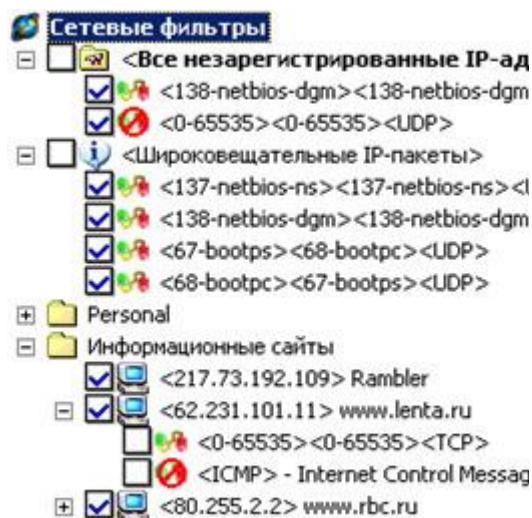 Сетевые фильтры
<Все незарегистрированные IP-ад
<138-netbios-dgm><138-netbios-dgm
<0-65535><0-65535><UDP>
<Широковещательные IP-пакеты>
<137-netbios-ns><137-netbios-ns><U
<138-netbios-dgm><138-netbios-dgm
<67-bootps><68-bootpc><UDP>
<68-bootpc><67-bootps><UDP>
Personal
Информационные сайты
<217.73.192.109> Rambler
<62.231.101.11> www.lenta.ru
<0-65535><0-65535><TCP>
<ICMP> - Internet Control Messag
<80.255.2.2> www.rbc.ru